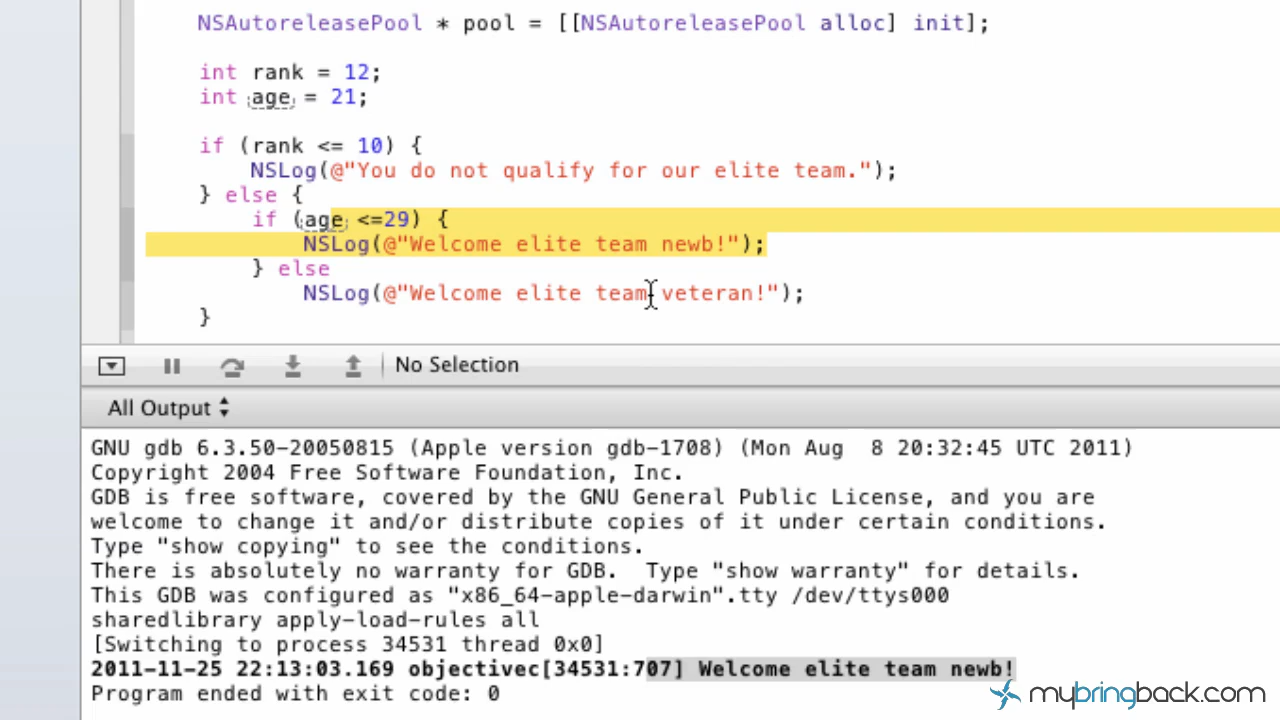 NSAutoreleasePool * pool = [[NSAutoreleasePool alloc] init];
int rank = 12;
int age = 21;
if (rank <= 10) {
NSLog(@"You do not qualify for our elite team.");
} else {
if (age <=29) {
NSLog(@"Welcome elite team newb!");
} else
NSLog(@"Welcome elite team veteran!");
}
No Selection
All Output
GNU gdb 6.3.50-20050815 (Apple version gdb-1708) (Mon Aug  8 20:32:45 UTC 2011)
Copyright 2004 Free Software Foundation, Inc.
GDB is free software, covered by the GNU General Public License, and you are
welcome to change it and/or distribute copies of it under certain conditions.
Type "show copying" to see the conditions.
There is absolutely no warranty for GDB.  Type "show warranty" for details.
This GDB was configured as "x86_64-apple-darwin".tty /dev/ttys000
sharedlibrary apply-load-rules all
[Switching to process 34531 thread 0x0]
2011-11-25 22:13:03.169 objectivec[34531:707] Welcome elite team newb!
Program ended with exit code: 0
mybringback.com